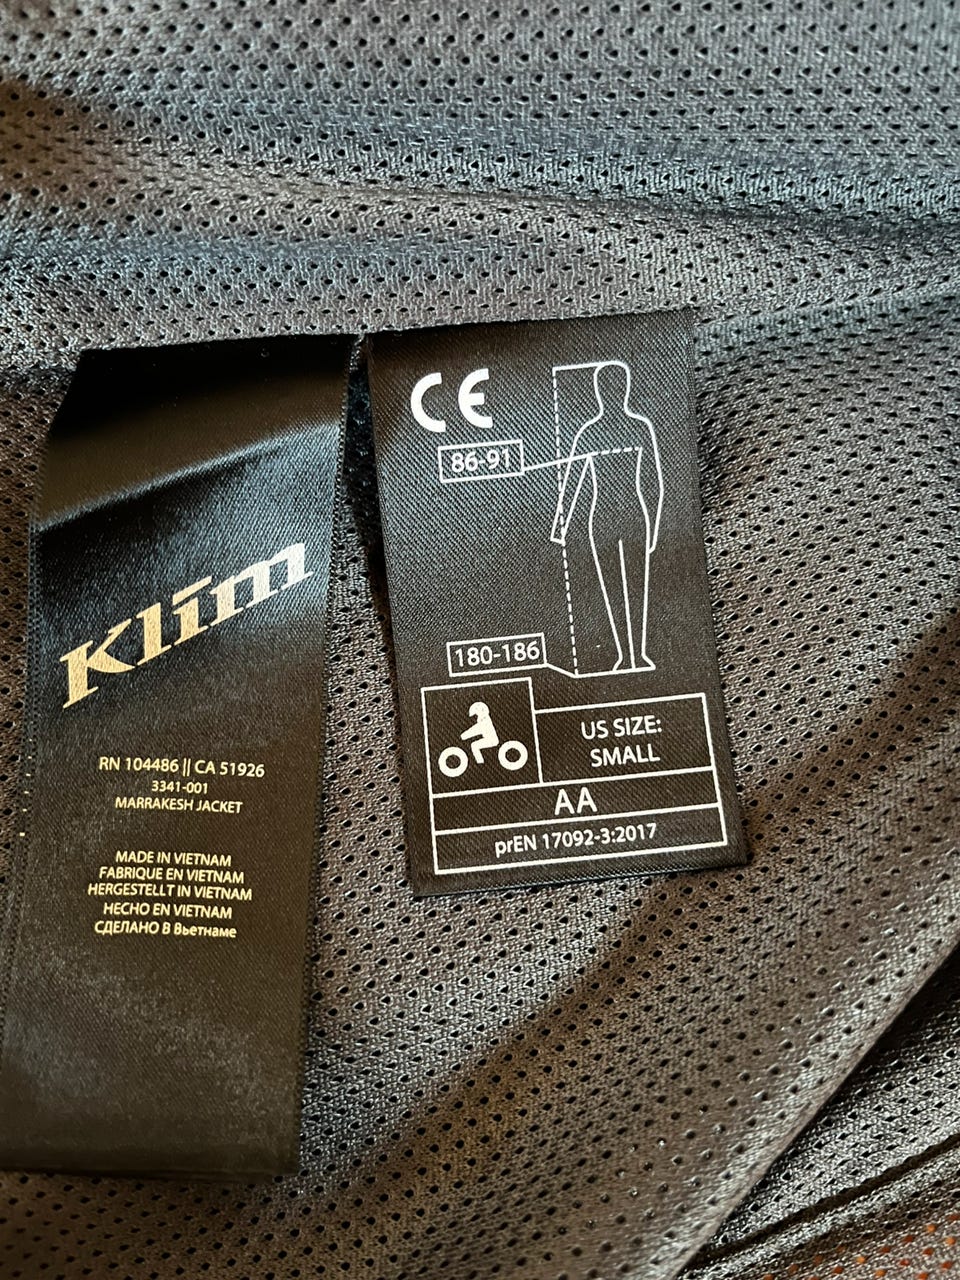 Klim
RN 104486 || CA 51926
3341-001
MARRAKESH JACKET
MADE IN VIETNAM
FABRIQUE EN VIETNAM
HERGESTELLT IN VIETNAM
HECHO EN VIETNAM
СДЕЛАНО В Вьетнаме
CE
86-91
180-186
US SIZE:
SMALL
AA
prEN 17092-3:2017